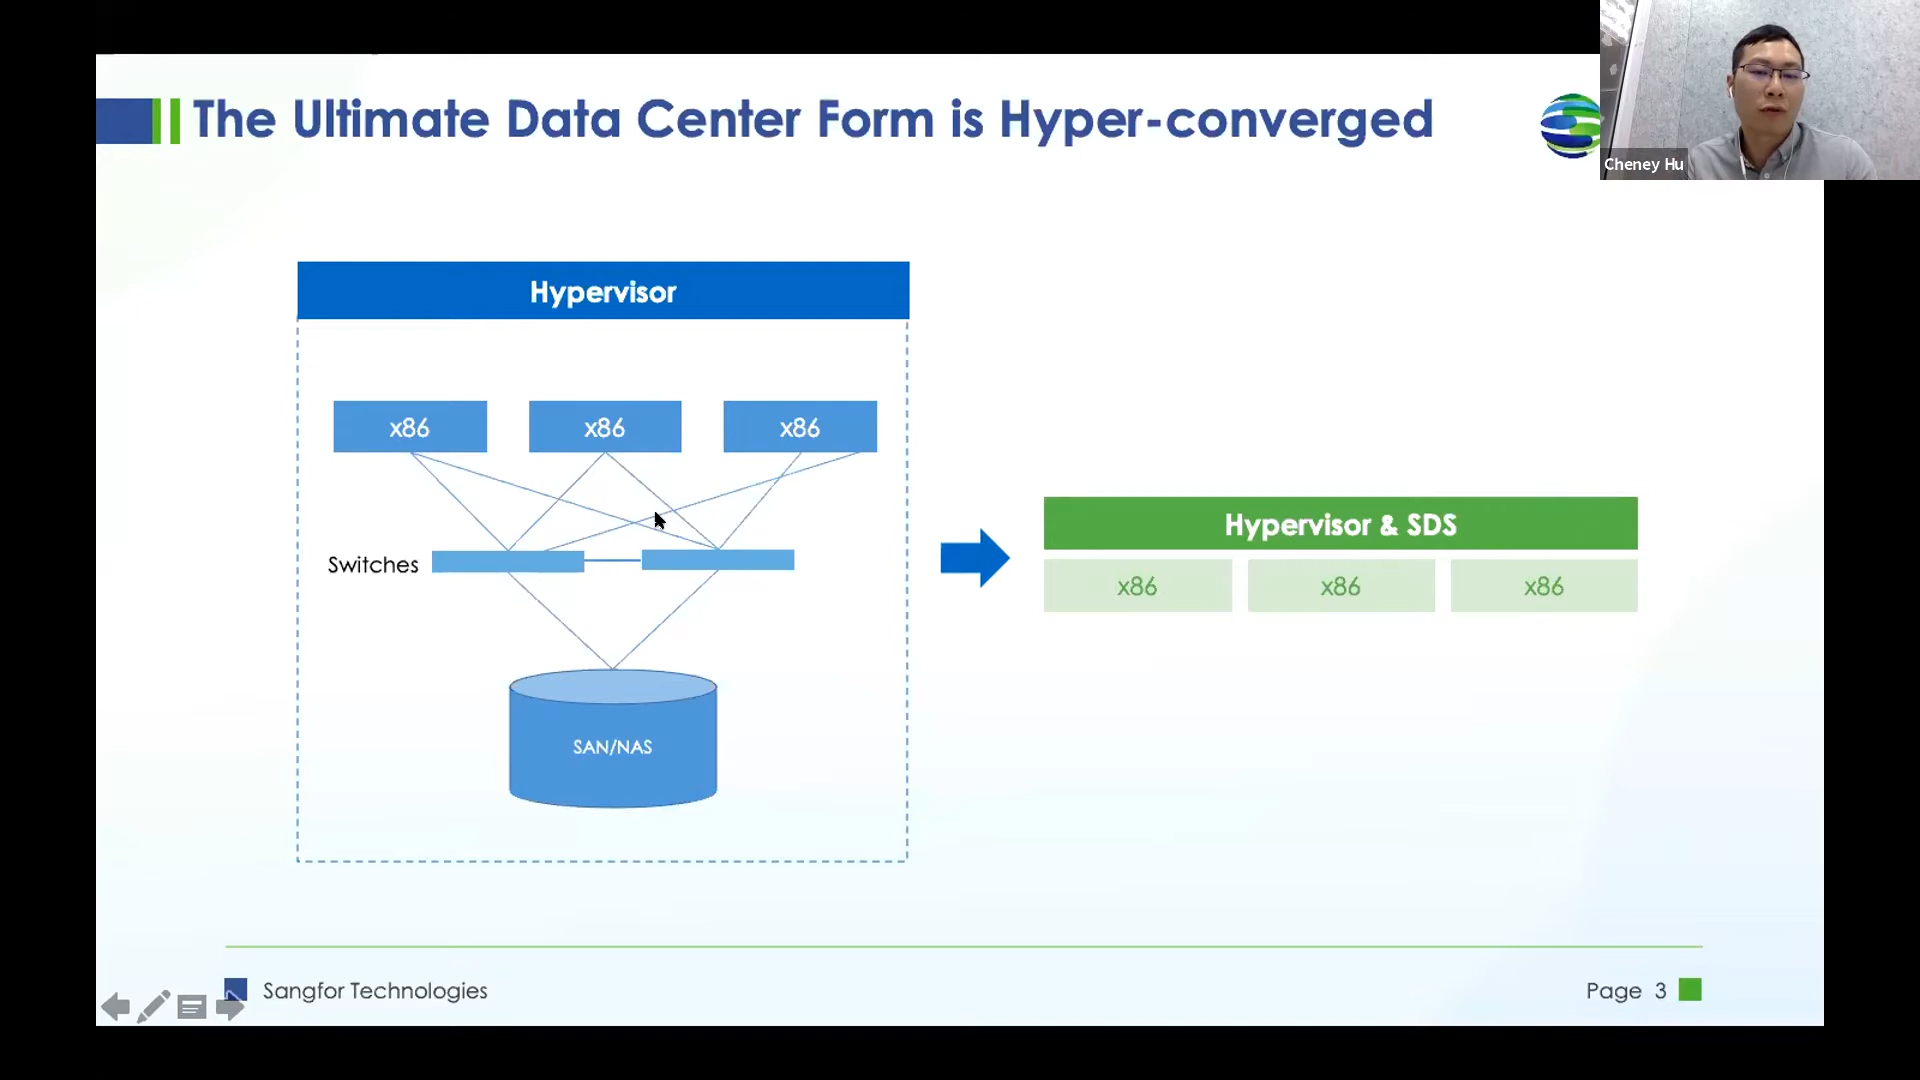 The Ultimate Data Center Form is Hyper-converged
Cheney Hu
Hypervisor
x86 x86 x86
Switches
SAN/NAS
Hypervisor & SDS
x86 x86 x86
Sangfor Technologies
Page 3